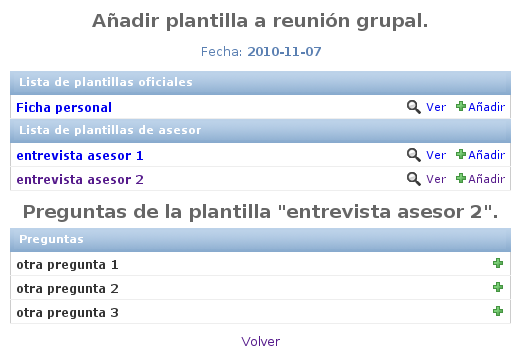 Añadir plantilla a reunión grupal.
Fecha: 2010-11-07
Lista de plantillas oficiales
Ficha personal Ver Añadir
Lista de plantillas de asesor
entrevista asesor 1 Ver Añadir
entrevista asesor 2 Ver Añadir
Preguntas de la plantilla "entrevista asesor 2".
Preguntas
otra pregunta 1
otra pregunta 2
otra pregunta 3
Volver